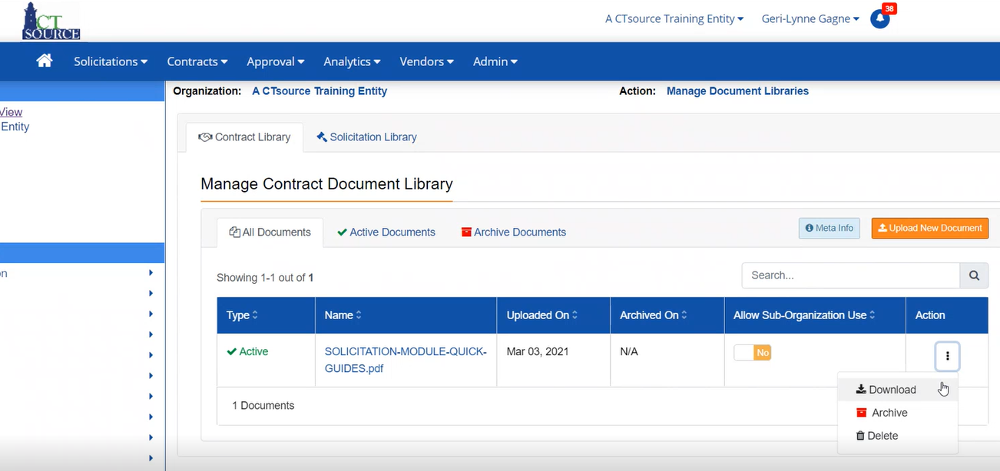 CT
SOURCE
A CTsource Training Entity
Geri-Lynne Gagne
38
Solicitations
Contracts
Approval
Analytics
Vendors
Admin
Organization: A CTsource Training Entity
Action: Manage Document Libraries
View
Entity
Contract Library
Solicitation Library
Manage Contract Document Library
All Documents
Active Documents
Archive Documents
Meta Info
Upload New Document
Showing 1-1 out of 1
Search...
Type
Name
Uploaded On
Archived On
Allow Sub-Organization Use
Action
on
Active
SOLICITATION-MODULE-QUICK-
GUIDES.pdf
Mar 03, 2021
N/A
No
1 Documents
Download
Archive
Delete